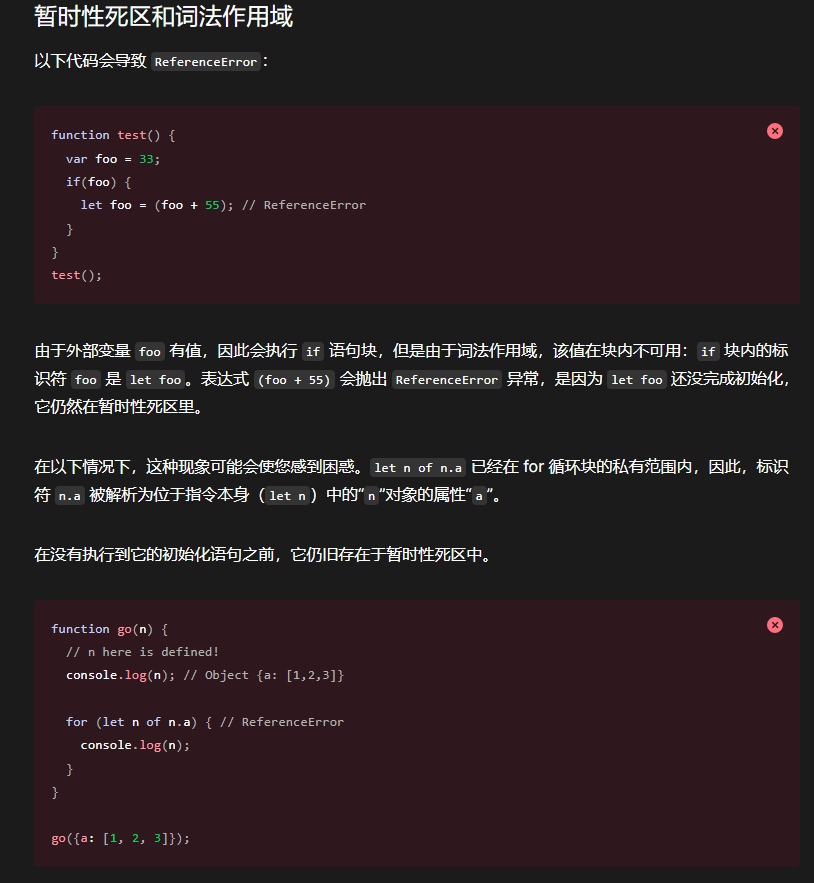 暂时性死区和词法作用域
以下代码会导致 ReferenceError：
function test() {
  var foo = 33;
  if(foo) {
    let foo = (foo + 55); // ReferenceError
  }
}
test();
由于外部变量 foo 有值，因此会执行 if 语句块，但是由于词法作用域，该值在块内不可用：if 块内的标
识符 foo 是 let foo。表达式 (foo + 55) 会抛出 ReferenceError 异常，是因为 let foo 还没完成初始化，
它仍然在暂时性死区里。
在以下情况下，这种现象可能会使您感到困惑。let n of n.a 已经在 for 循环块的私有范围内，因此，标识
符 n.a 被解析为位于指令本身（let n）中的“n”对象的属性“a”。
在没有执行到它的初始化语句之前，它仍旧存在于暂时性死区中。
function go(n) {
  // n here is defined!
  console.log(n); // Object {a: [1,2,3]}
  for (let n of n.a) { // ReferenceError
    console.log(n);
  }
}
go({a: [1, 2, 3]});